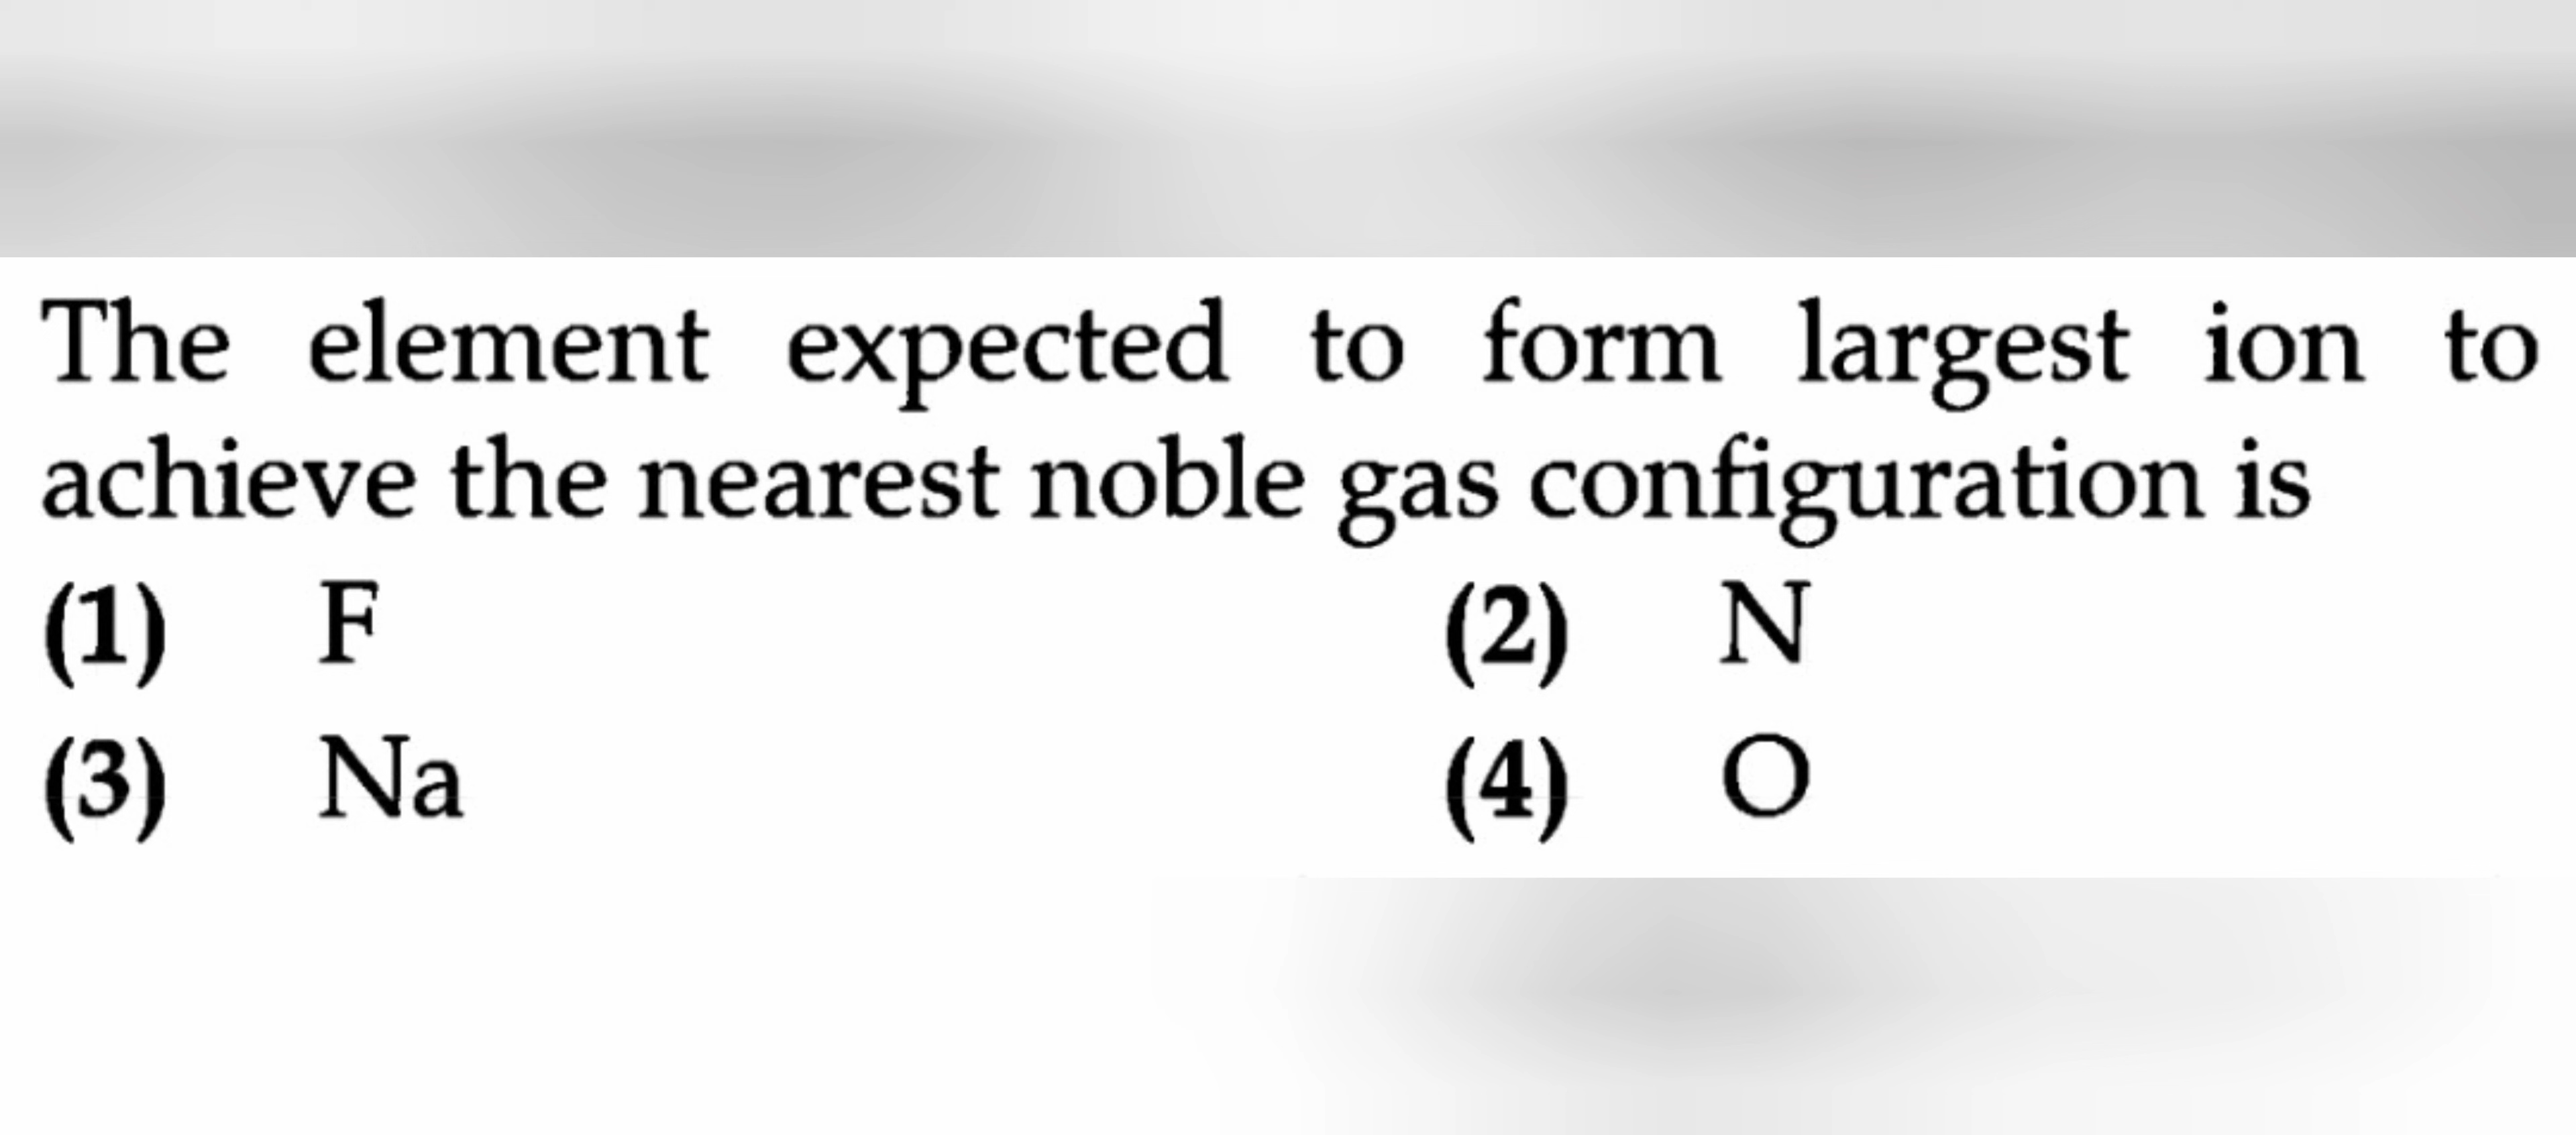 The element expected to form largest ion to
achieve the nearest noble gas configuration is
(1) F (2) N
(3) Na (4) O